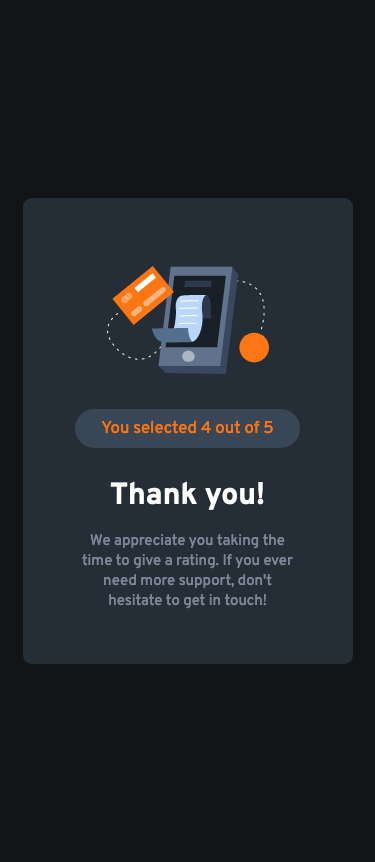 You selected 4 out of 5
Thank you!
We appreciate you taking the
time to give a rating. If you ever
need more support, don't
hesitate to get in touch!